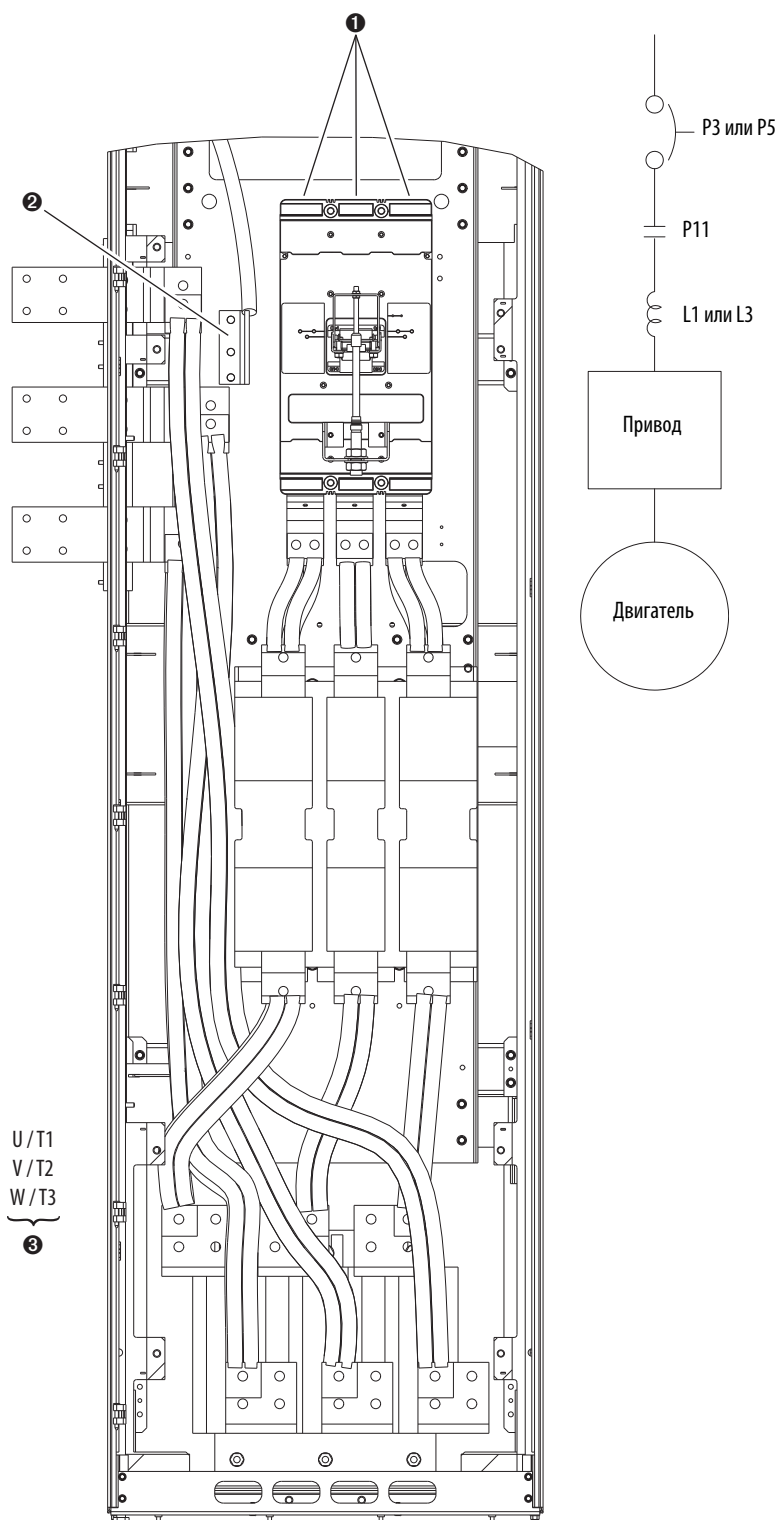 ❶
❷
P3 или P5
P11
L1 или L3
Привод
Двигатель
U / T1
V / T2
W / T3
❸